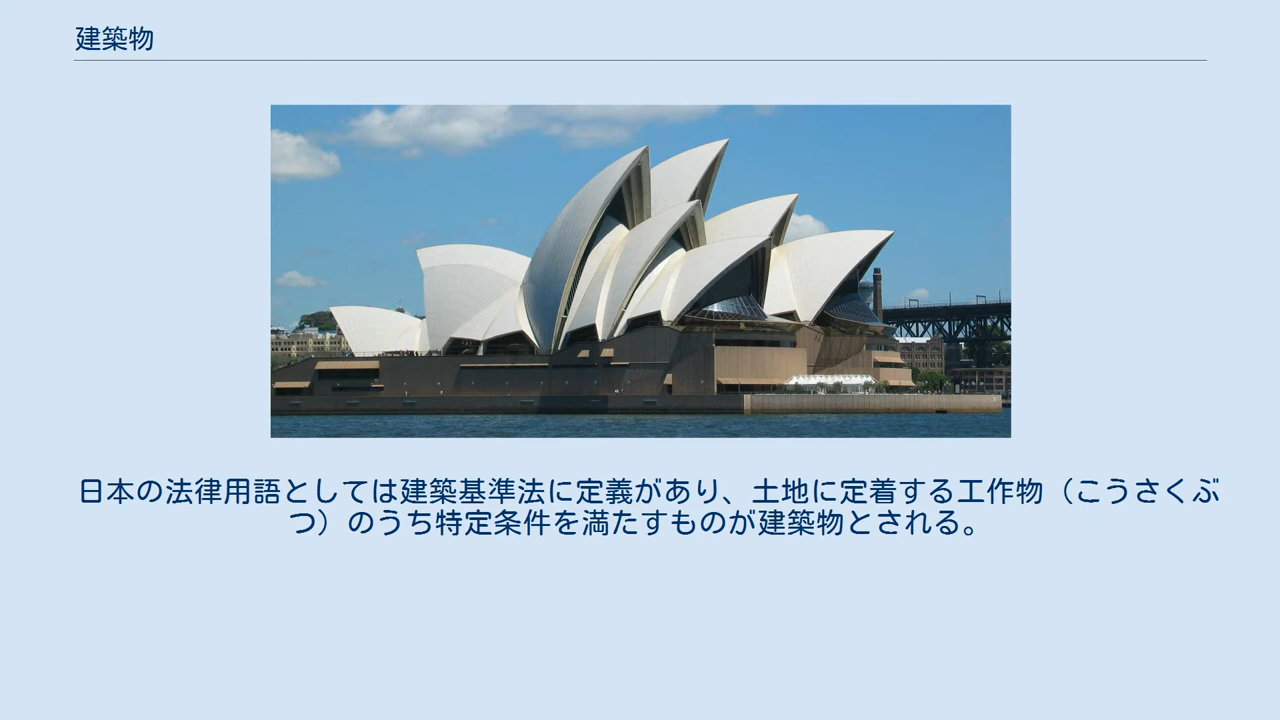 建築物
日本の法律用語としては建築基準法に定義があり、土地に定着する工作物（こうさくぶ
つ）のうち特定条件を満たすものが建築物とされる。